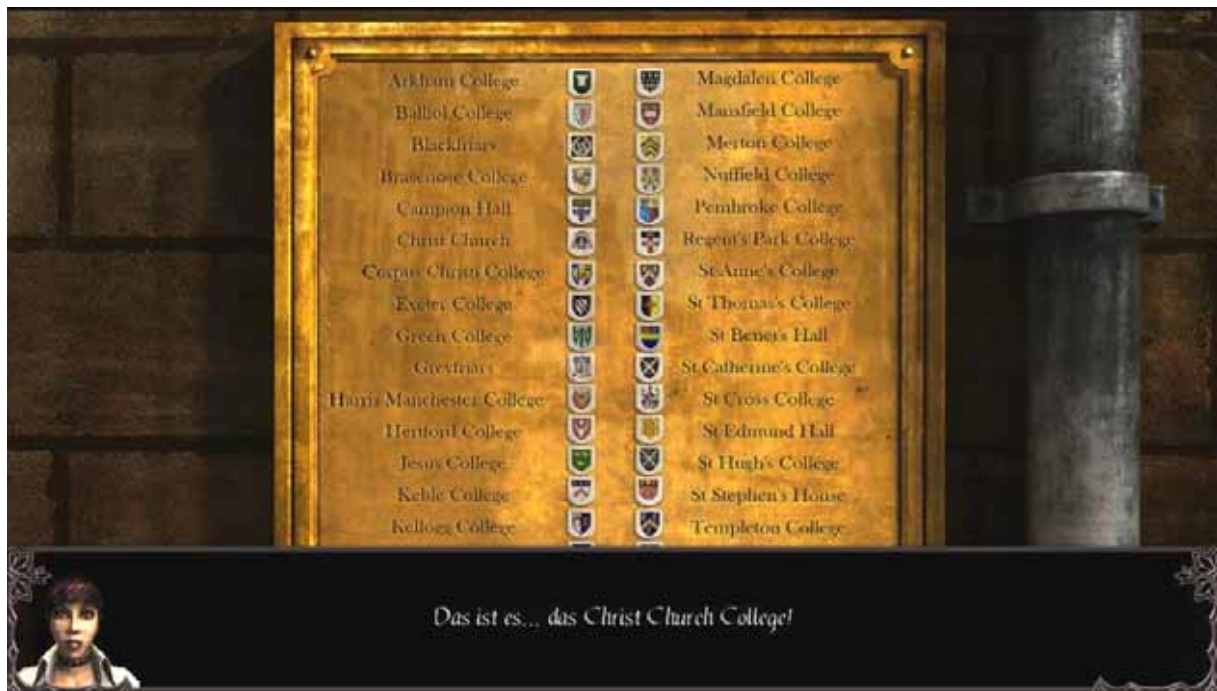 Arkham College
Balliol College
Blackfriars
Brasenose College
Campion Hall
Christ Church
Corpus Christi College
Exeter College
Green College
Greyfriars
Harris Manchester College
Hertford College
Jesus College
Keble College
Kellogg College
Magdalen College
Mansfield College
Merton College
Nuffield College
Pembroke College
Regent's Park College
St Anne's College
St Thomas's College
St Benet's Hall
St Catherine's College
St Cross College
St Edmund Hall
St Hugh's College
St Stephen's House
Templeton College
Das ist es... das Christ Church College!